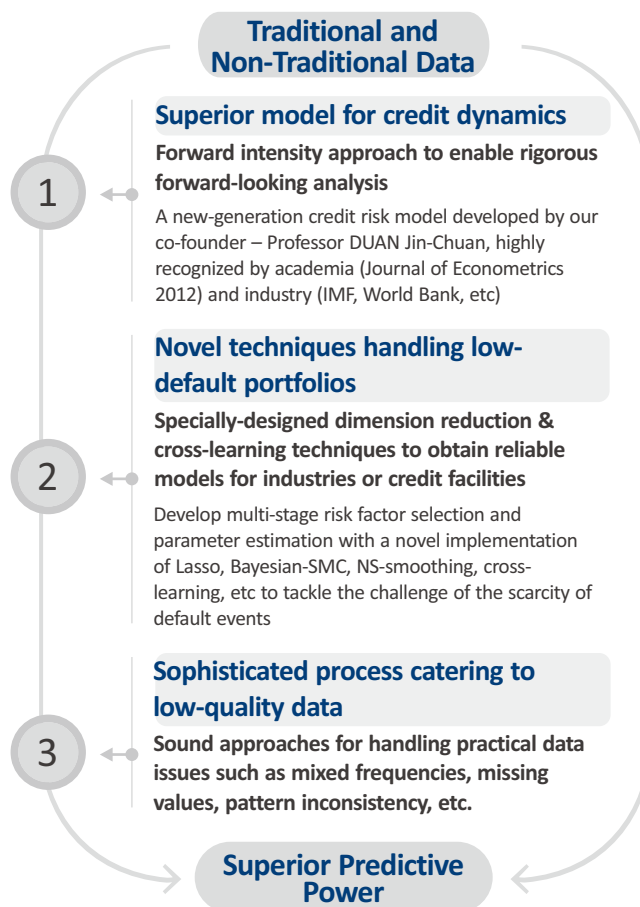 Traditional and
Non-Traditional Data
Superior model for credit dynamics
1
Forward intensity approach to enable rigorous
forward-looking analysis
A new-generation credit risk model developed by our
co-founder – Professor DUAN Jin-Chuan, highly
recognized by academia (Journal of Econometrics
2012) and industry (IMF, World Bank, etc)
Novel techniques handling low-
default portfolios
Specially-designed dimension reduction &
cross-learning techniques to obtain reliable
2
models for industries or credit facilities
Develop multi-stage risk factor selection and
parameter estimation with a novel implementation
of Lasso, Bayesian-SMC, NS-smoothing, cross-
learning, etc to tackle the challenge of the scarcity of
default events
Sophisticated process catering to
low-quality data
3
Sound approaches for handling practical data
issues such as mixed frequencies, missing
values, pattern inconsistency, etc.
Superior Predictive
Power